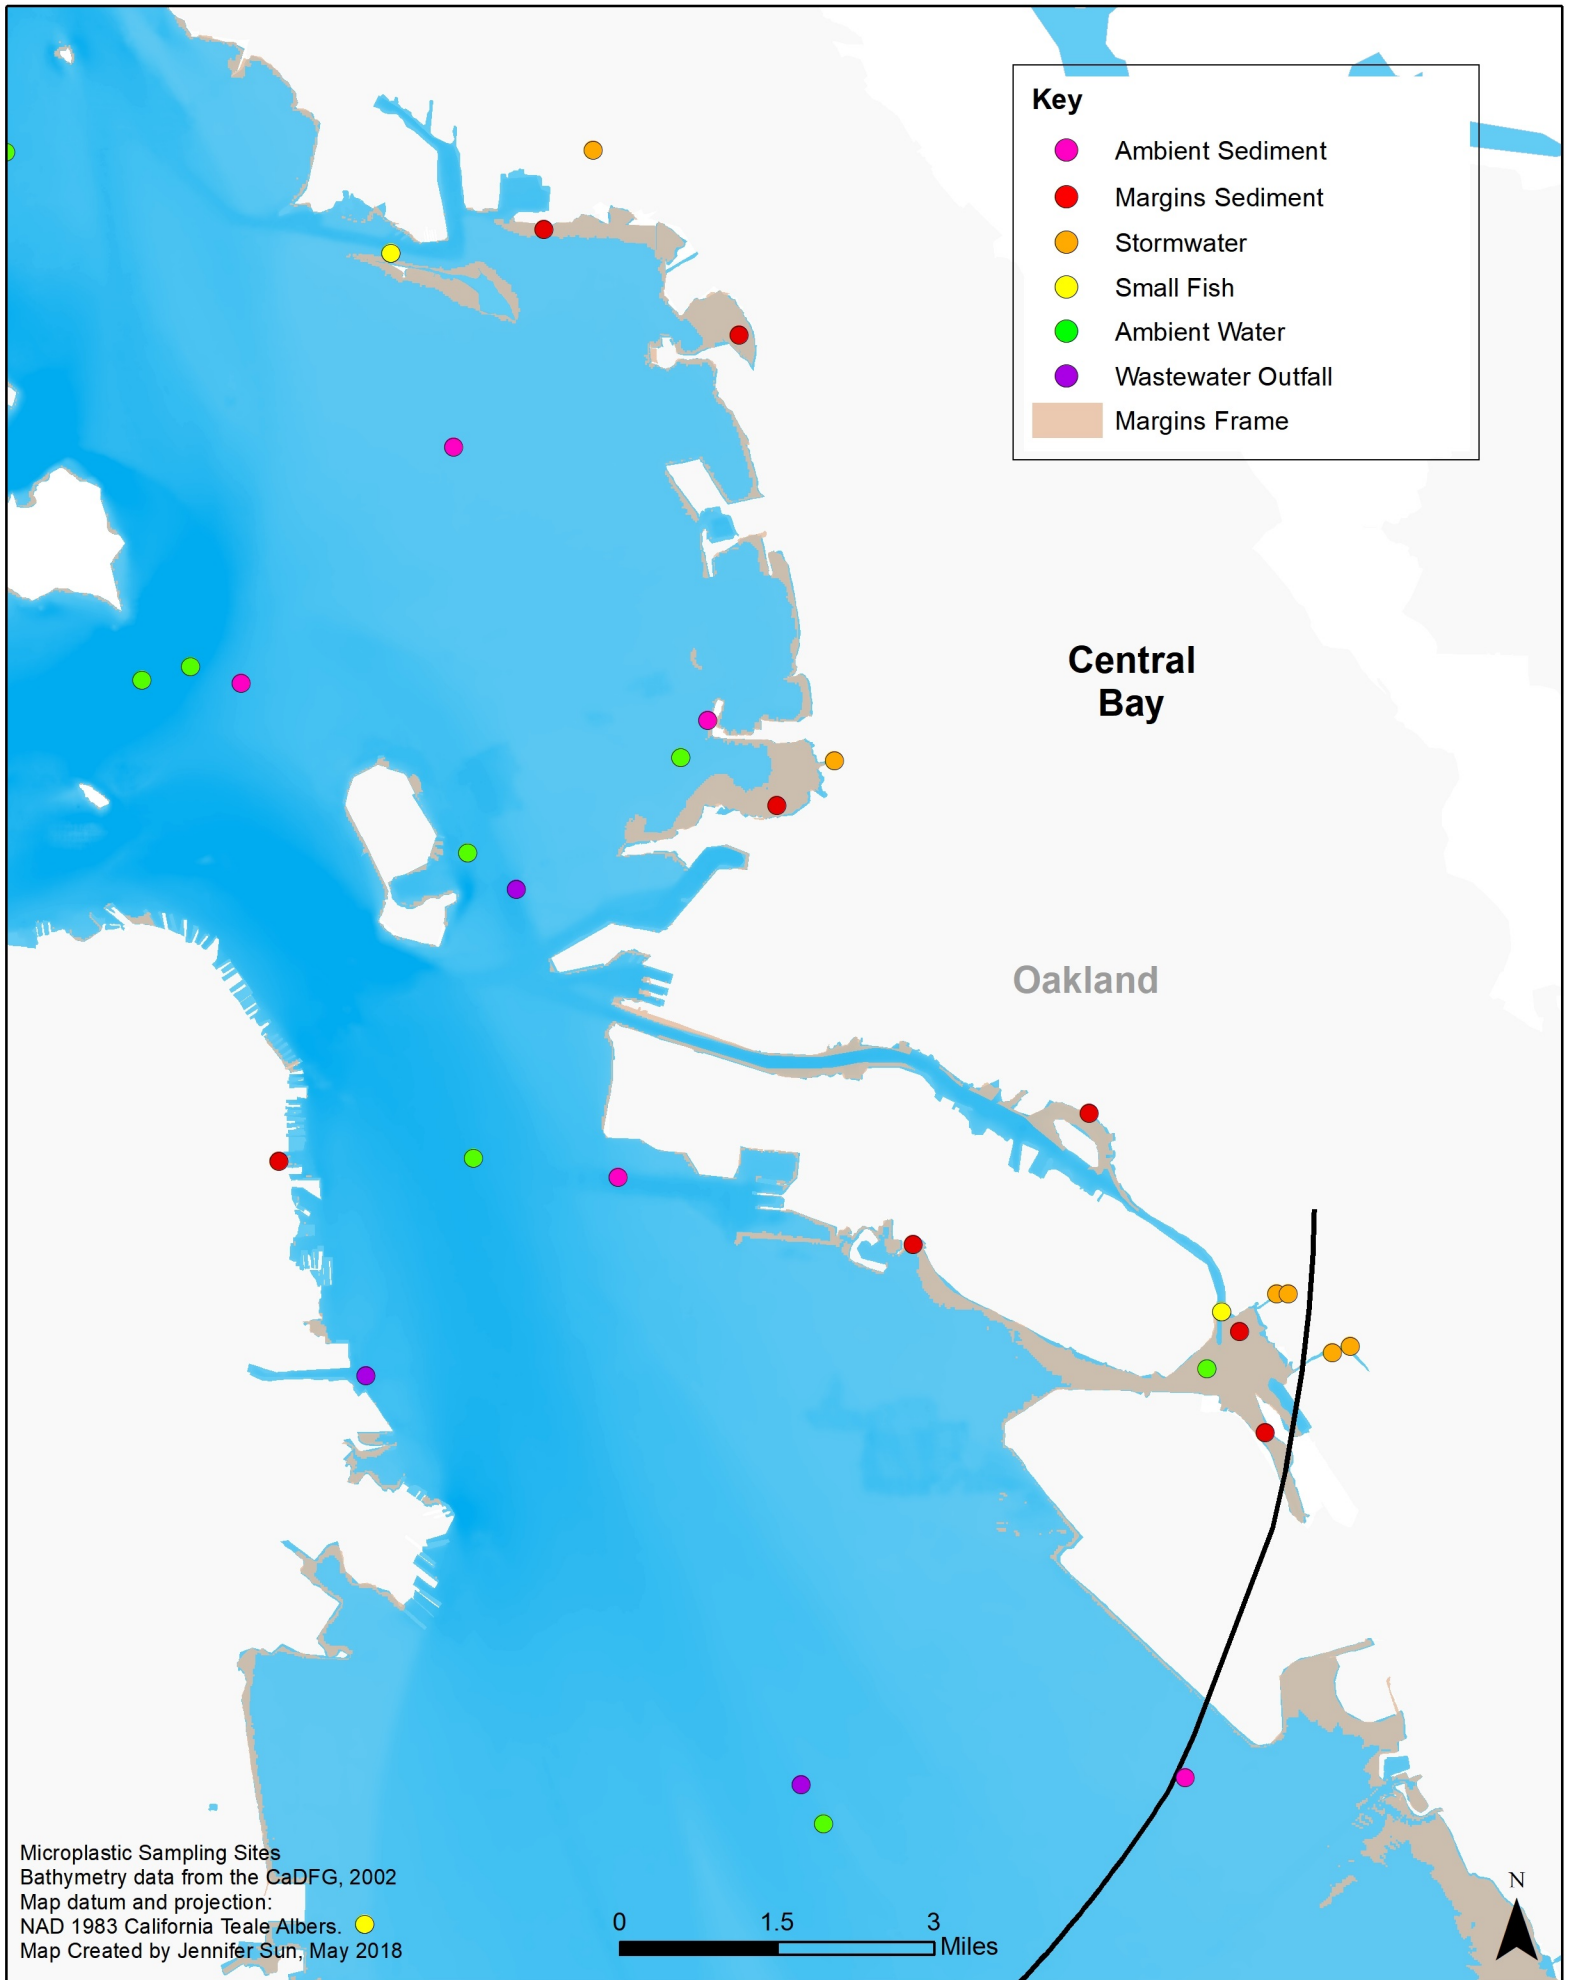 Key
Ambient Sediment
Margins Sediment
Stormwater
Small Fish
Ambient Water
Wastewater Outfall
Margins Frame
Central
Bay
Oakland
Microplastic Sampling Sites
Bathymetry data from the CaDFG, 2002
Map datum and projection:
NAD 1983 California Teale Albers.
Map Created by Jennifer Sun, May 2018
0 1.5 3
Miles
N